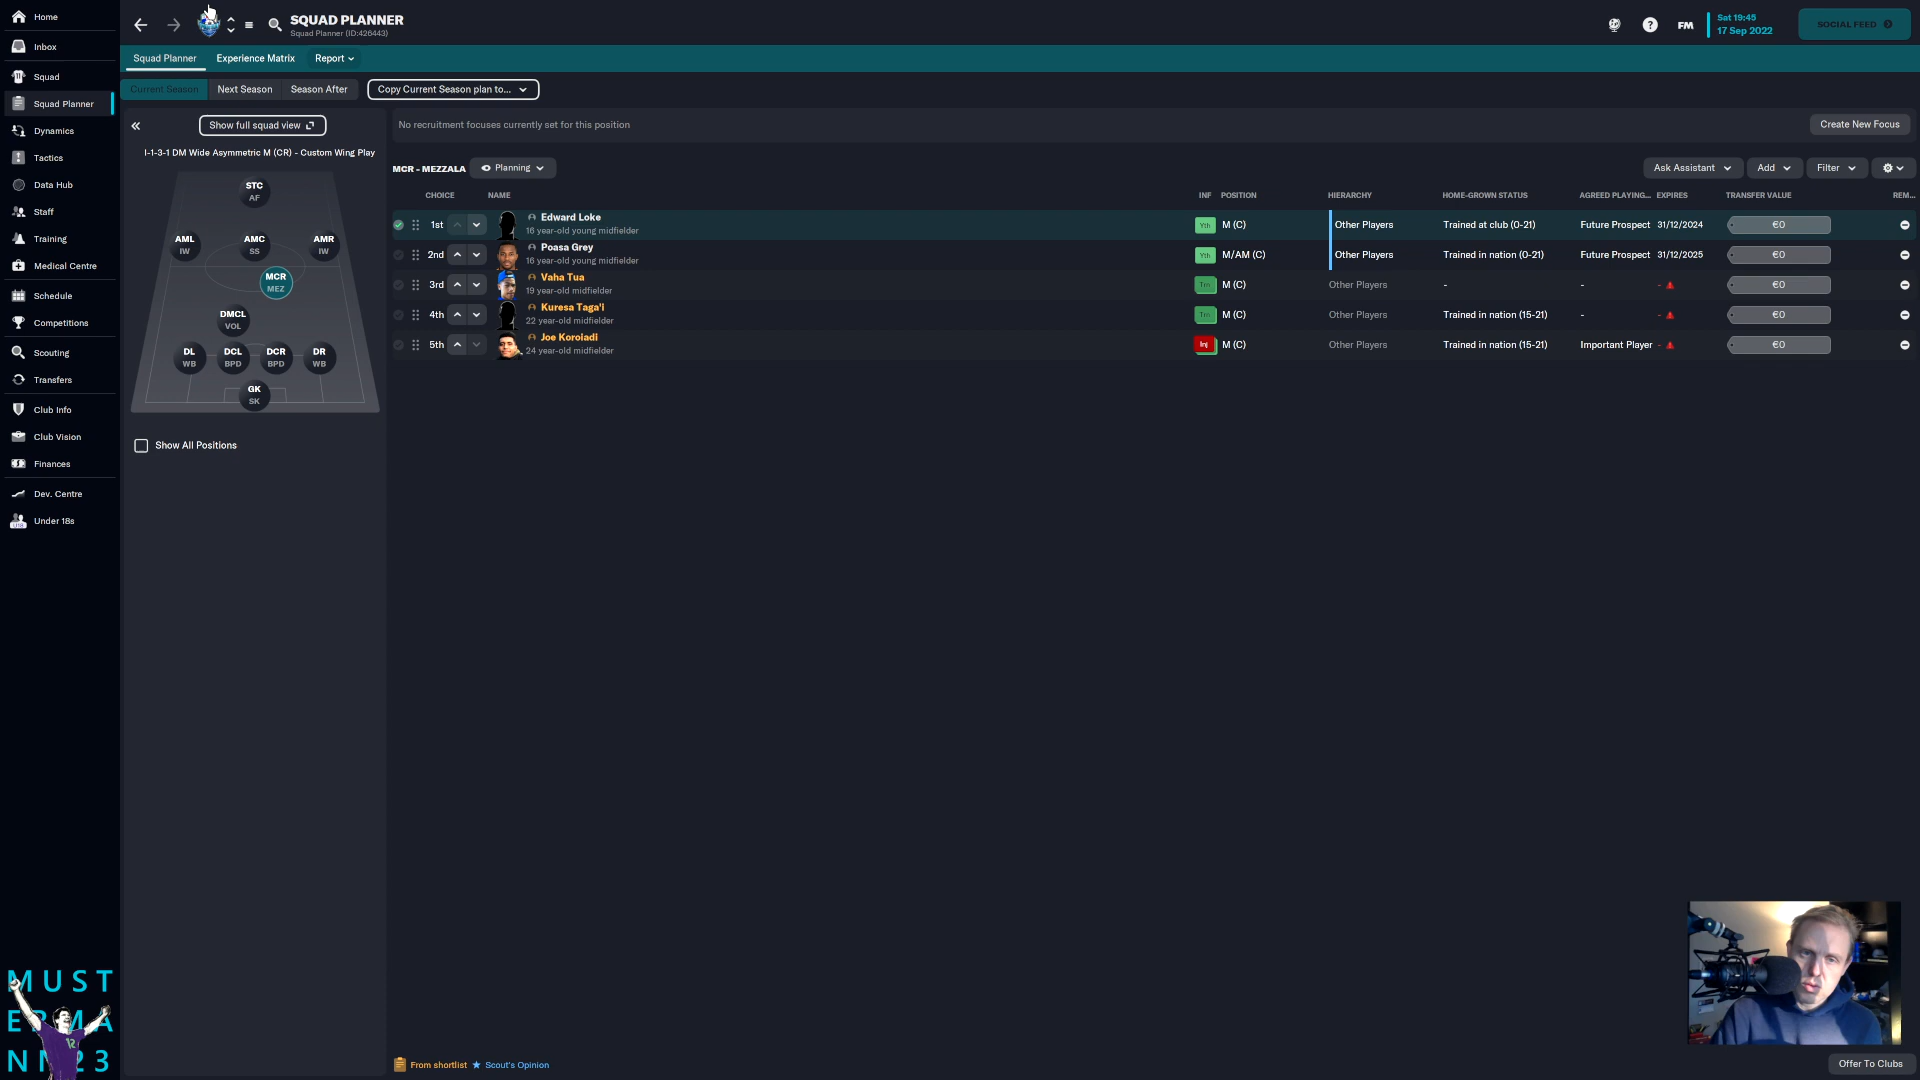 Home
Inbox
Squad
Squad Planner
Dynamics
Tactics
Data Hub
Staff
Training
Medical Centre
Schedule
Competitions
Scouting
Transfers
Club Info
Club Vision
Finances
Dev. Centre
Under 18s
MUST
ERMA
NN23
SQUAD PLANNER
Squad Planner (ID:426443)
FM
Sat 19:45
17 Sep 2022
SOCIAL FEED
Squad Planner Experience Matrix Report
Current Season Next Season Season After Copy Current Season plan to...
Show full squad view
I-1-3-1 DM Wide Asymmetric M (CR) - Custom Wing Play
STC
AF
AML AMC AMR
IW SS IW
MCR
MEZ
DMCL
VOL
DL DCL DCR DR
WB BPD BPD WB
GK
SK
Show All Positions
No recruitment focuses currently set for this position Create New Focus
MCR - MEZZALA Planning Ask Assistant Add Filter
CHOICE NAME INF POSITION HIERARCHY HOME-GROWN STATUS AGREED PLAYING... EXPIRES TRANSFER VALUE REM...
1st Edward Loke Yth M (C) Other Players Trained at club (0-21) Future Prospect 31/12/2024 €0
16 year-old young midfielder
2nd Poasa Grey Yth M/AM (C) Other Players Trained in nation (0-21) Future Prospect 31/12/2025 €0
16 year-old young midfielder
3rd Vaha Tua Trn M (C) Other Players - - - €0
19 year-old midfielder
4th Kuresa Taga'i Trn M (C) Other Players Trained in nation (15-21) - - €0
22 year-old midfielder
5th Joe Koroiadi Inj M (C) Other Players Trained in nation (15-21) Important Player - €0
24 year-old midfielder
From shortlist Scout's Opinion
Offer To Clubs